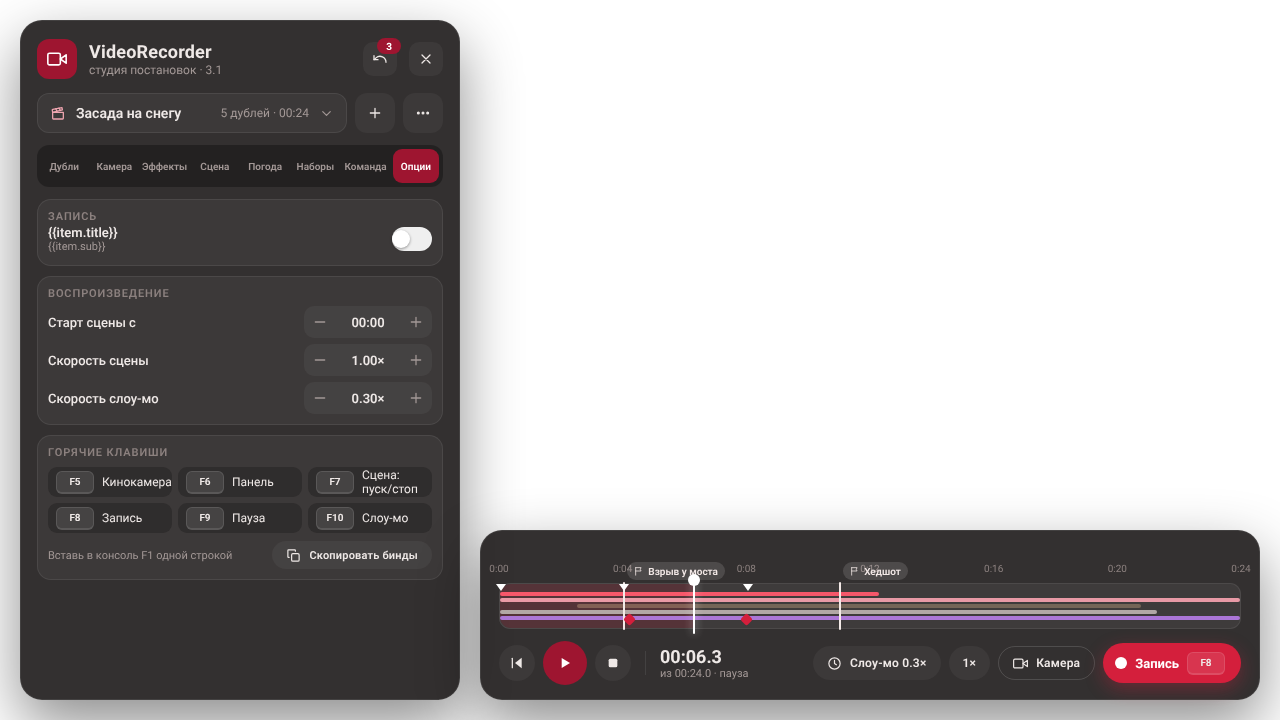 VideoRecorder
студия постановок · 3.1
3
Засада на снегу
5 дублей · 00:24
Дубли
Камера
Эффекты
Сцена
Погода
Наборы
Команда
Опции
ЗАПИСЬ
{{item.title}}
{{item.sub}}
ВОСПРОИЗВЕДЕНИЕ
Старт сцены с
00:00
Скорость сцены
1.00×
Скорость слоу-мо
0.30×
ГОРЯЧИЕ КЛАВИШИ
F5 Кинокамера
F6 Панель
F7 Сцена: пуск/стоп
F8 Запись
F9 Пауза
F10 Слоу-мо
Вставь в консоль F1 одной строкой
Скопировать бинды
0:00
0:04
0:08
0:12
0:16
0:20
0:24
Взрыв у моста
Хедшот
00:06.3
из 00:24.0 · пауза
Слоу-мо 0.3×
1×
Камера
Запись F8